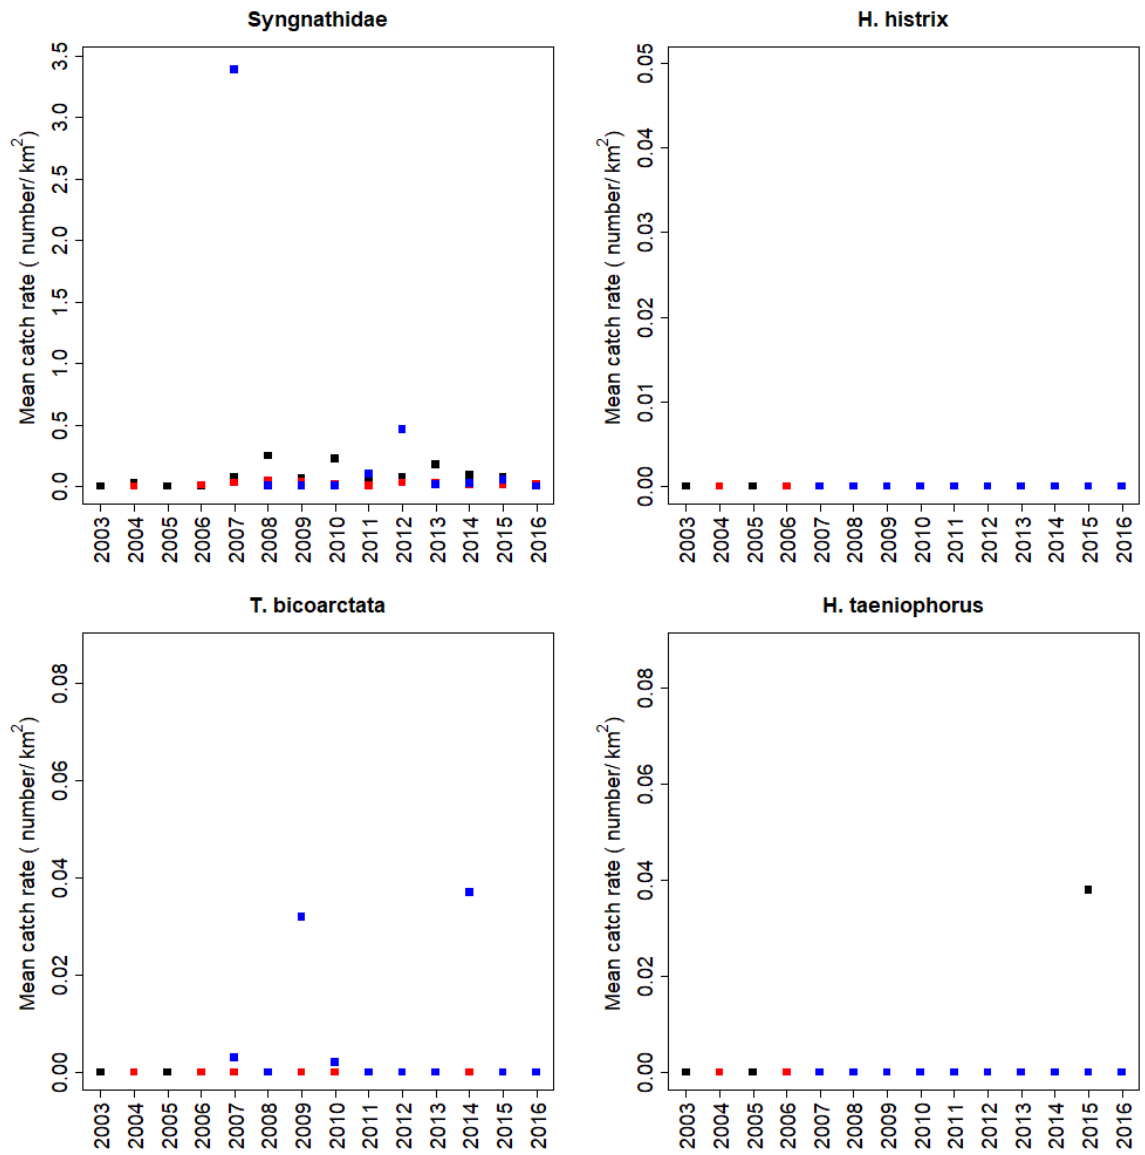 Syngnathidae
Mean catch rate ( number/ km²)
3.5
3.0
2.5
2.0
1.5
1.0
0.5
0.0
2003 2004 2005 2006 2007 2008 2009 2010 2011 2012 2013 2014 2015 2016
H. histrix
Mean catch rate ( number/ km²)
0.05
0.04
0.03
0.02
0.01
0.00
2003 2004 2005 2006 2007 2008 2009 2010 2011 2012 2013 2014 2015 2016
T. bicoarctata
Mean catch rate ( number/ km²)
0.08
0.06
0.04
0.02
0.00
2003 2004 2005 2006 2007 2008 2009 2010 2011 2012 2013 2014 2015 2016
H. taeniophorus
Mean catch rate ( number/ km²)
0.08
0.06
0.04
0.02
0.00
2003 2004 2005 2006 2007 2008 2009 2010 2011 2012 2013 2014 2015 2016